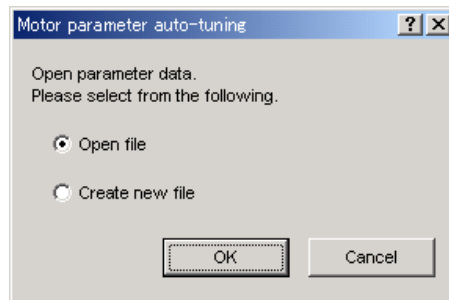 Motor parameter auto-tuning
Open parameter data.
Please select from the following.
Open file
Create new file
OK Cancel